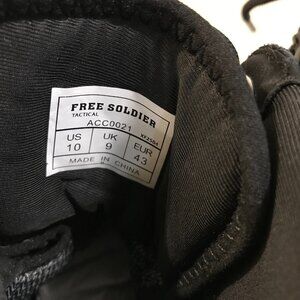 FREE SOLDIER
TACTICAL
ACC0021
US UK EUR
10 9 43
MADE IN CHINA